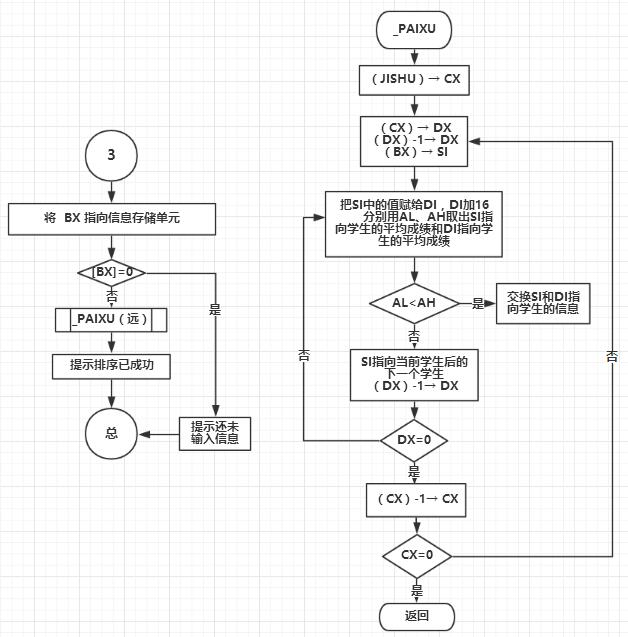 3
将 BX 指向信息存储单元
[BX]=0
否
是
_PAIXU（远）
提示排序已成功
总
提示还未
输入信息
_PAIXU
（JISHU）→ CX
（CX）→ DX
（DX）-1→ DX
（BX）→ SI
把SI中的值赋给DI，DI加16
分别用AL、AH取出SI指
向学生的平均成绩和DI指向学
生的平均成绩
AL<AH
是
交换SI和DI指
向学生的信息
否
SI指向当前学生后的
下一个学生
（DX）-1→ DX
DX=0
否
是
（CX）-1→ CX
CX=0
否
是
返回